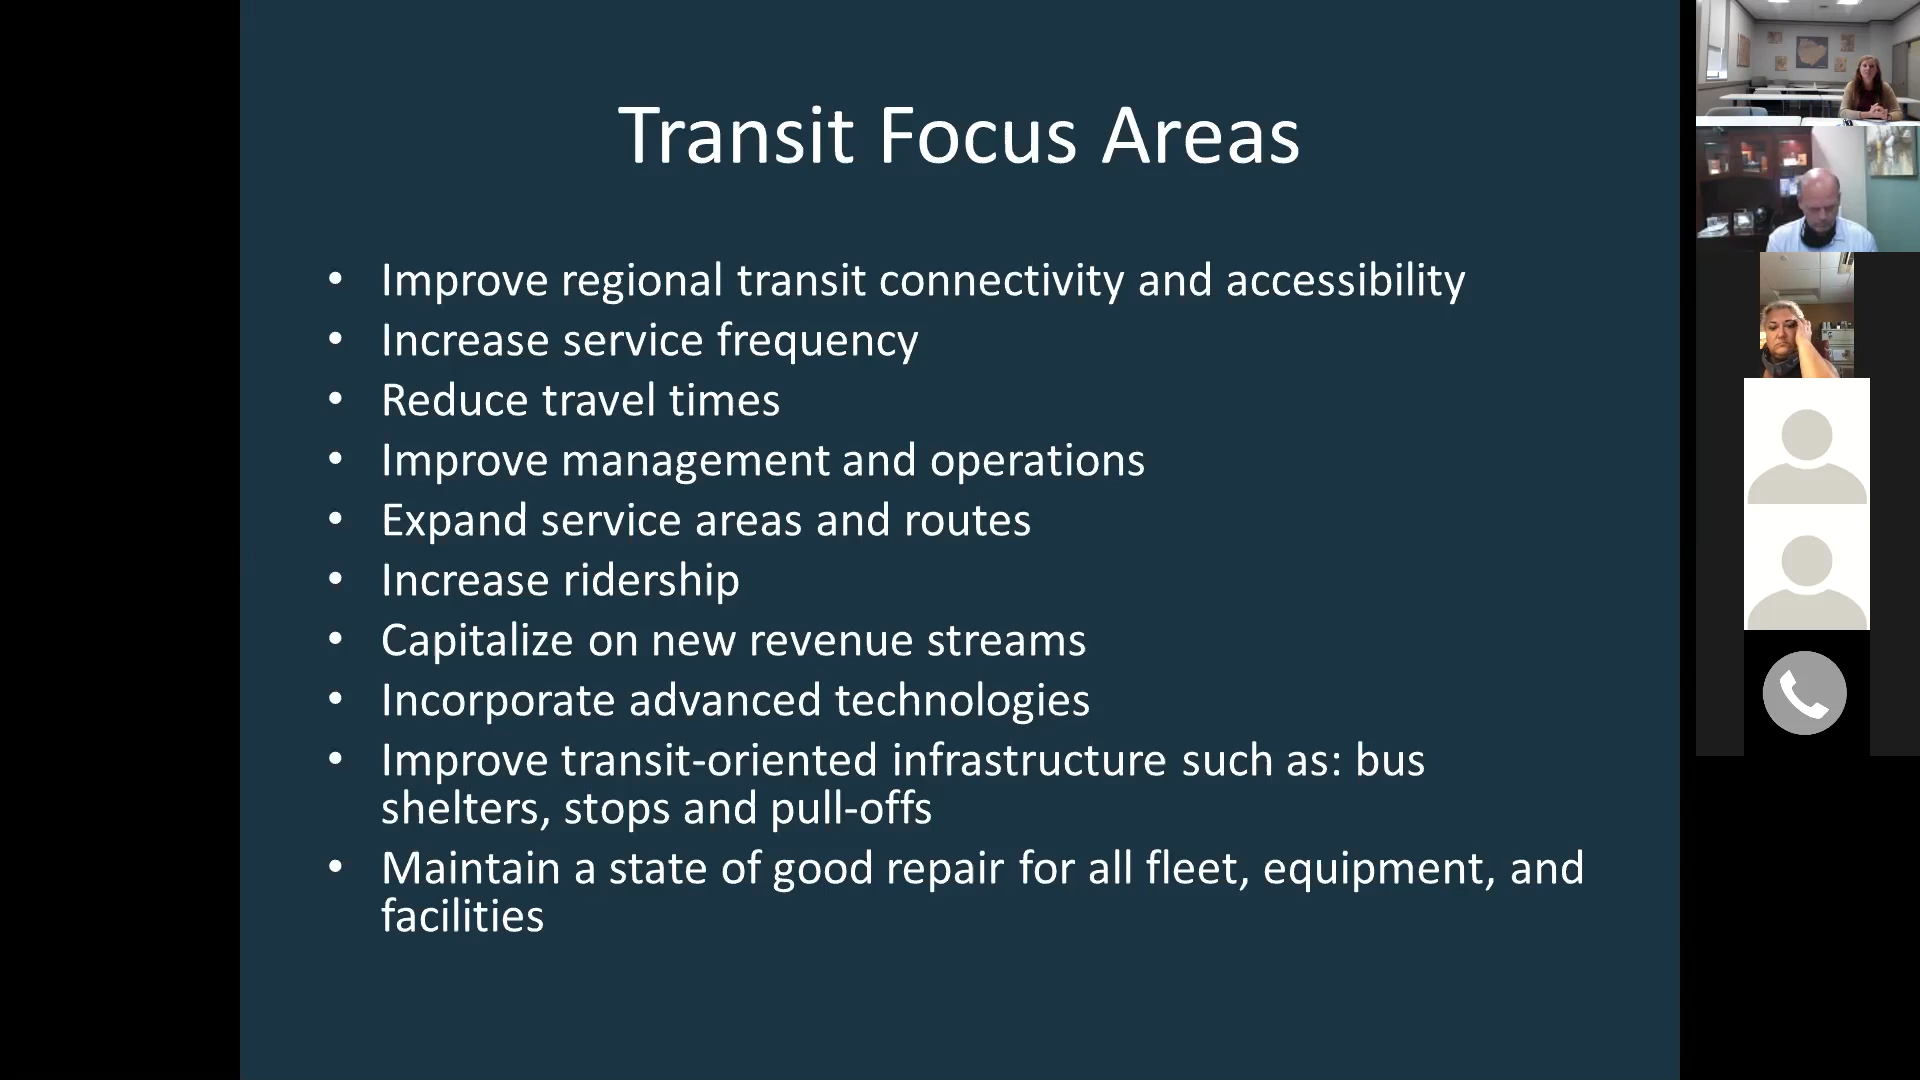 Transit Focus Areas
• Improve regional transit connectivity and accessibility
• Increase service frequency
• Reduce travel times
• Improve management and operations
• Expand service areas and routes
• Increase ridership
• Capitalize on new revenue streams
• Incorporate advanced technologies
• Improve transit-oriented infrastructure such as: bus
shelters, stops and pull-offs
• Maintain a state of good repair for all fleet, equipment, and
facilities